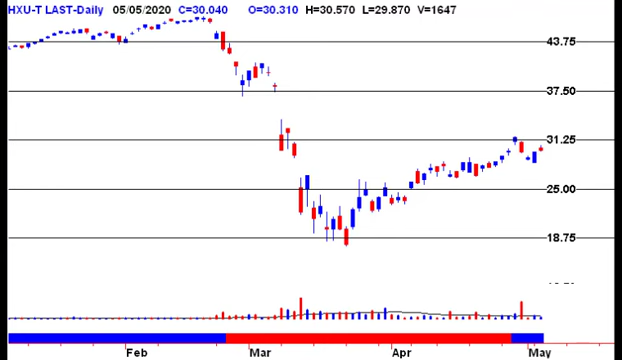 HXU-T LAST-Daily 05/05/2020 C=30.040 O=30.310 H=30.570 L=29.870 V=1647
43.75
37.50
31.25
25.00
18.75
Feb Mar Apr May